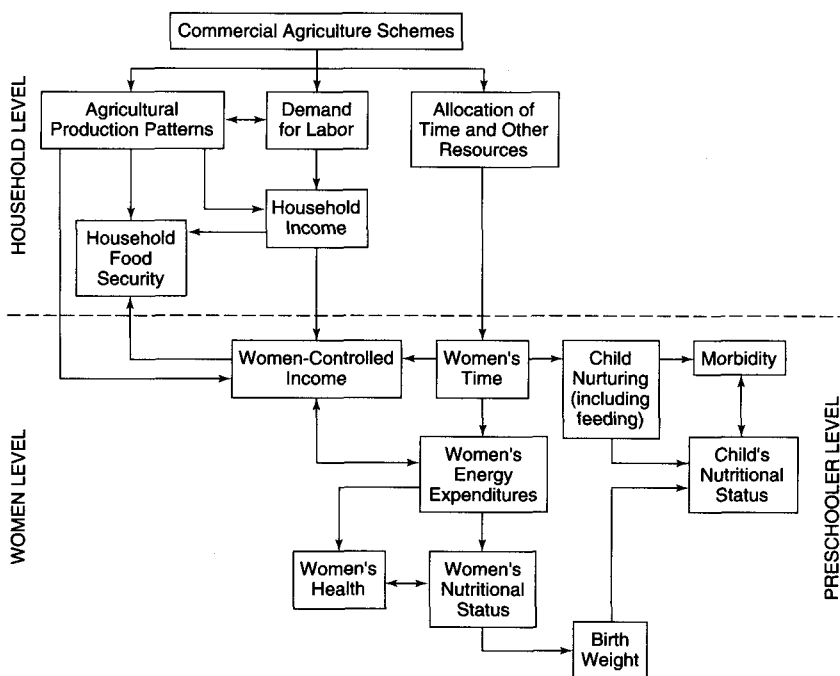 Commercial Agriculture Schemes
HOUSEHOLD LEVEL
Agricultural
Production Patterns
Demand
for Labor
Allocation of
Time and Other
Resources
Household
Income
Household
Food
Security
WOMEN LEVEL
Women-Controlled
Income
Women's
Time
Child
Nurturing
(including
feeding)
Morbidity
Women's
Energy
Expenditures
Child's
Nutritional
Status
PRESCHOOLER LEVEL
Women's
Health
Women's
Nutritional
Status
Birth
Weight